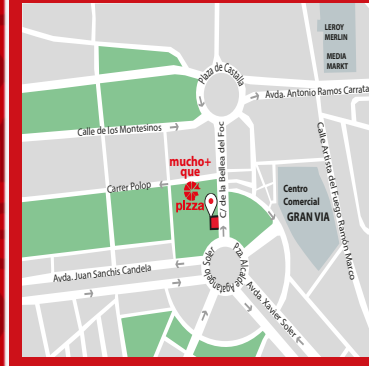 LEROY
MERLIN
MEDIA
MARKT
Plaza de Castalla
Avda. Antonio Ramos Carrata
Calle de los Montesinos
mucho+
que
pizza
Carrer Polop
C/ de la Bellea del Foc
Calle Artista del Fuego Ramón Marco
Centro
Comercial
GRAN VIA
Avda. Juan Sanchis Candela
Pza. Alcalde
Agatángelo Soler
Avda. Xavier Soler